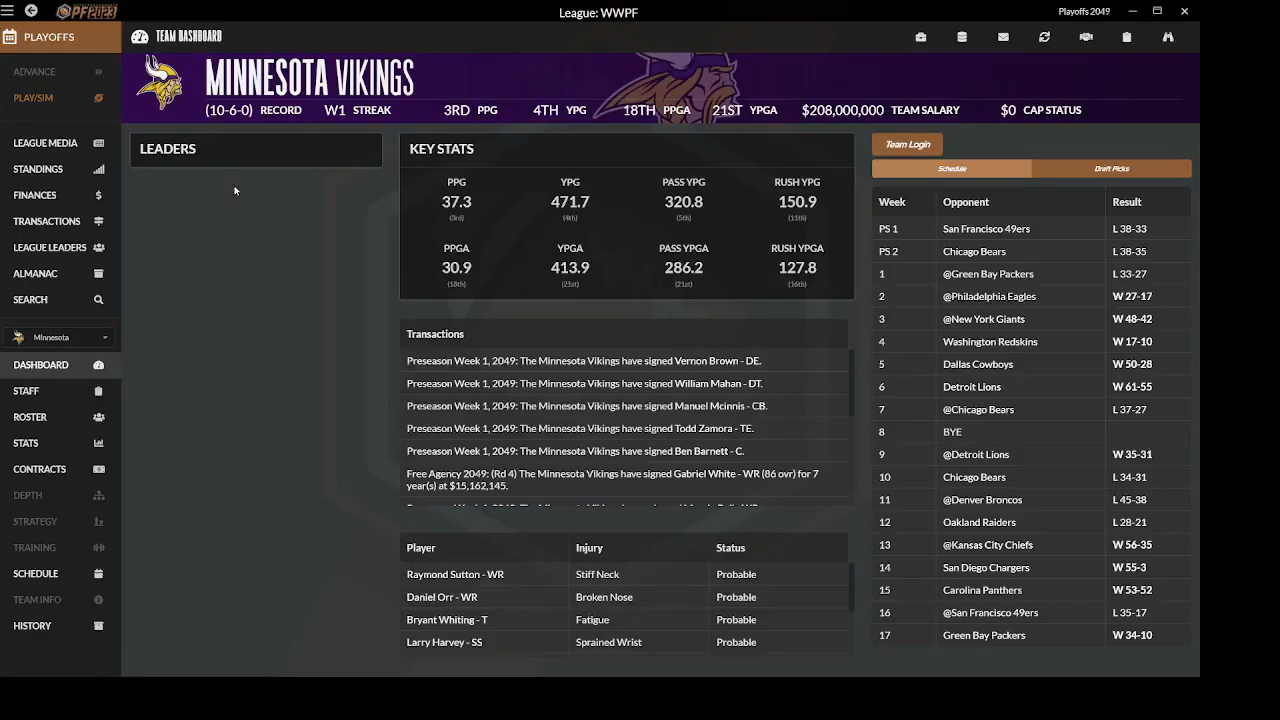 PF2023
League: WWPF
Playoffs 2049
PLAYOFFS
TEAM DASHBOARD
ADVANCE
PLAY/SIM
LEAGUE MEDIA
STANDINGS
FINANCES
TRANSACTIONS
LEAGUE LEADERS
ALMANAC
SEARCH
Minnesota
DASHBOARD
STAFF
ROSTER
STATS
CONTRACTS
DEPTH
STRATEGY
TRAINING
SCHEDULE
TEAM INFO
HISTORY
MINNESOTA VIKINGS
(10-6-0) RECORD W1 STREAK 3RD PPG 4TH YPG 18TH PPGA 21ST YPGA $208,000,000 TEAM SALARY $0 CAP STATUS
LEADERS
KEY STATS
PPG YPG PASS YPG RUSH YPG
37.3 471.7 320.8 150.9
(3rd) (4th) (5th) (11th)
PPGA YPGA PASS YPGA RUSH YPGA
30.9 413.9 286.2 127.8
(18th) (21st) (21st) (16th)
Transactions
Preseason Week 1, 2049: The Minnesota Vikings have signed Vernon Brown - DE.
Preseason Week 1, 2049: The Minnesota Vikings have signed William Mahan - DT.
Preseason Week 1, 2049: The Minnesota Vikings have signed Manuel Mcinnis - CB.
Preseason Week 1, 2049: The Minnesota Vikings have signed Todd Zamora - TE.
Preseason Week 1, 2049: The Minnesota Vikings have signed Ben Barnett - C.
Free Agency 2049: (Rd 4) The Minnesota Vikings have signed Gabriel White - WR (86 ovr) for 7
year(s) at $15,162,145.
Player Injury Status
Raymond Sutton - WR Stiff Neck Probable
Daniel Orr - WR Broken Nose Probable
Bryant Whiting - T Fatigue Probable
Larry Harvey - SS Sprained Wrist Probable
Team Login
Schedule Draft Picks
Week Opponent Result
PS 1 San Francisco 49ers L 38-33
PS 2 Chicago Bears L 38-35
1 @Green Bay Packers L 33-27
2 @Philadelphia Eagles W 27-17
3 @New York Giants W 48-42
4 Washington Redskins W 17-10
5 Dallas Cowboys W 50-28
6 Detroit Lions W 61-55
7 @Chicago Bears L 37-27
8 BYE
9 @Detroit Lions W 35-31
10 Chicago Bears L 34-31
11 @Denver Broncos L 45-38
12 Oakland Raiders L 28-21
13 @Kansas City Chiefs W 56-35
14 San Diego Chargers W 55-3
15 Carolina Panthers W 53-52
16 @San Francisco 49ers L 35-17
17 Green Bay Packers W 34-10